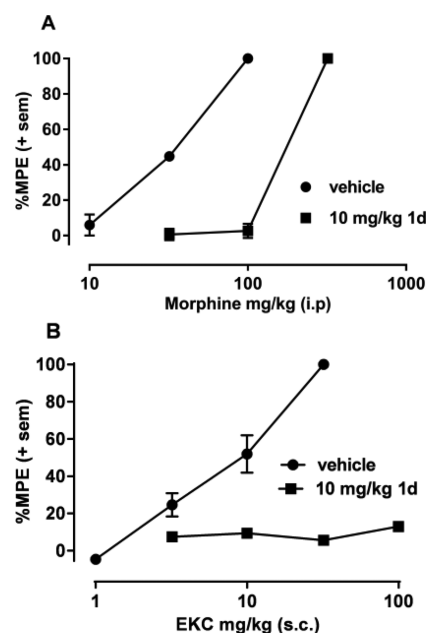 A
100
80
60
40
20
0
%MPE (+ sem)
vehicle
10 mg/kg 1d
10
100
1000
Morphine mg/kg (i.p)
B
100
80
60
40
20
0
%MPE (+ sem)
vehicle
10 mg/kg 1d
1
10
100
EKC mg/kg (s.c.)